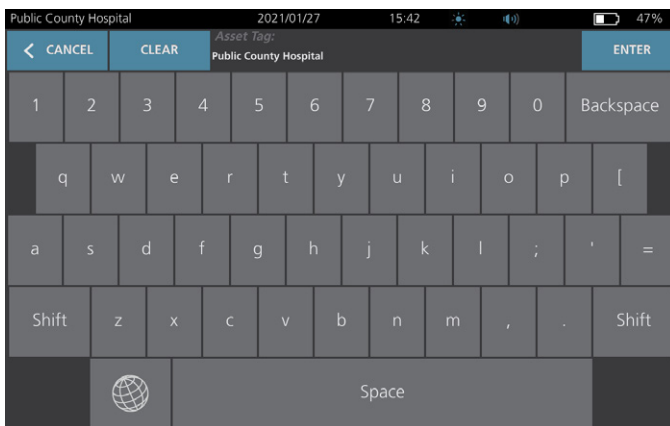 Public County Hospital 2021/01/27 15:42 47%
CANCEL CLEAR Asset Tag: ENTER
Public County Hospital
1 2 3 4 5 6 7 8 9 0 Backspace
q w e r t y u i o p [
a s d f g h j k l ; ' =
Shift z x c v b n m , . Shift
Space